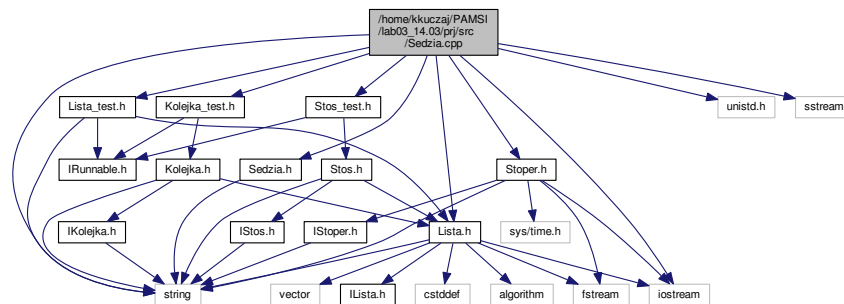 /home/kkuczaj/PAMSI
/lab03_14.03/prj/src
/Sedzia.cpp
Lista_test.h
Kolejka_test.h
Stos_test.h
unistd.h
sstream
IRunnable.h
Kolejka.h
Sedzia.h
Stos.h
Stoper.h
IKolejka.h
IStos.h
IStoper.h
Lista.h
sys/time.h
string
vector
ILista.h
cstddef
algorithm
fstream
iostream